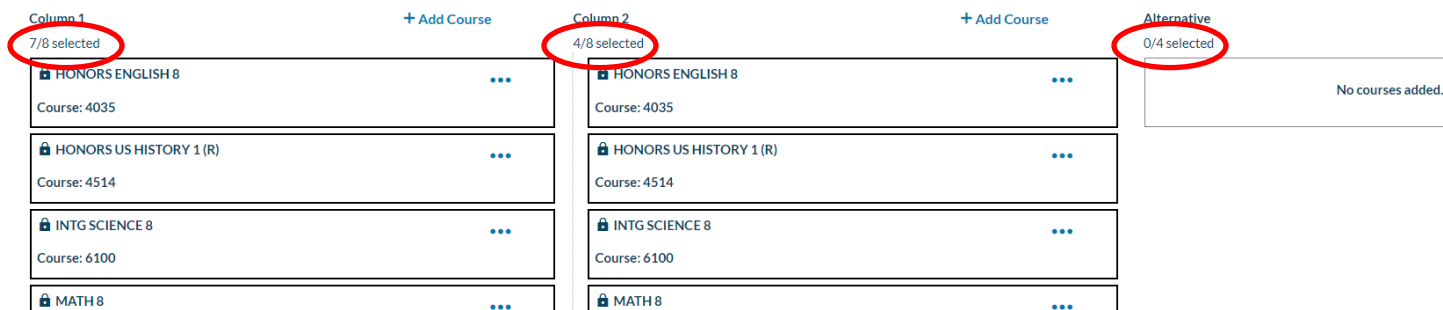 Column 1
+ Add Course
7/8 selected
HONORS ENGLISH 8
Course: 4035
HONORS US HISTORY 1 (R)
Course: 4514
INTG SCIENCE 8
Course: 6100
MATH 8
Column 2
+ Add Course
4/8 selected
HONORS ENGLISH 8
Course: 4035
HONORS US HISTORY 1 (R)
Course: 4514
INTG SCIENCE 8
Course: 6100
MATH 8
Alternative
0/4 selected
No courses added.